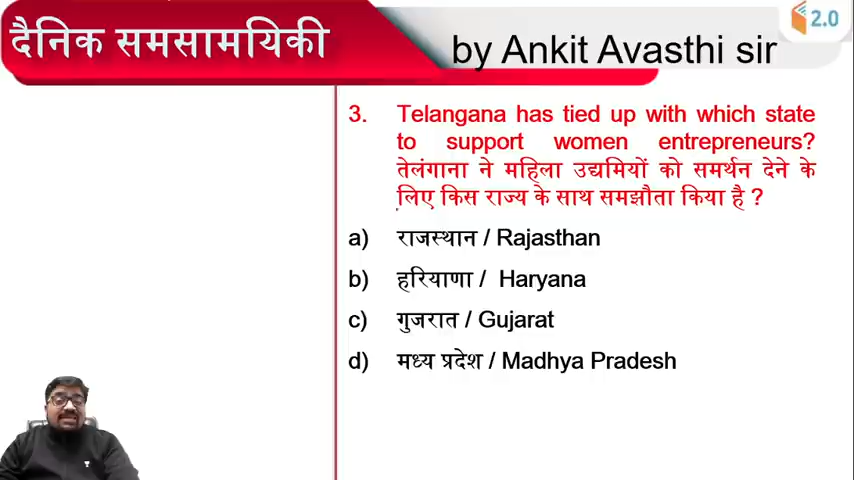 दैनिक समसामयिकी
by Ankit Avasthi sir
2.0
3. Telangana has tied up with which state
to support women entrepreneurs?
तेलंगाना ने महिला उद्यमियों को समर्थन देने के
लिए किस राज्य के साथ समझौता किया है ?
a) राजस्थान / Rajasthan
b) हरियाणा / Haryana
c) गुजरात / Gujarat
d) मध्य प्रदेश / Madhya Pradesh